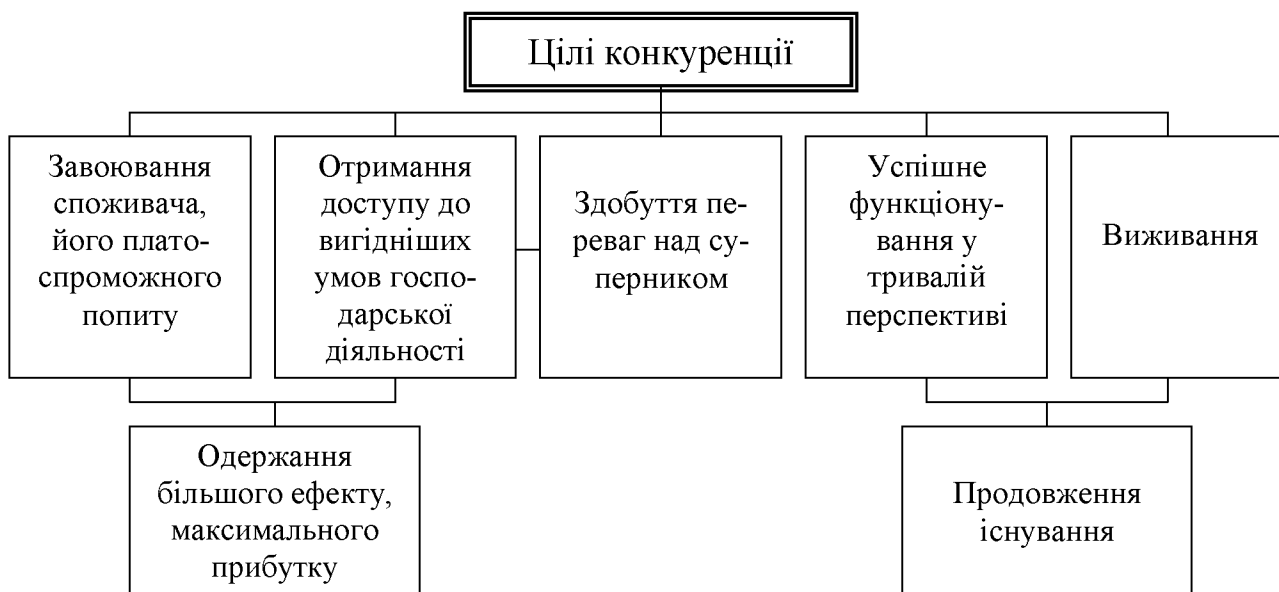 Цілі конкуренції
Завоювання
споживача,
його плато-
спроможного
попиту
Отримання
доступу до
вигідніших
умов госпо-
дарської
діяльності
Здобуття пе-
реваг над су-
перником
Успішне
функціону-
вання у
тривалій
перспективі
Виживання
Одержання
більшого ефекту,
максимального
прибутку
Продовження
існування